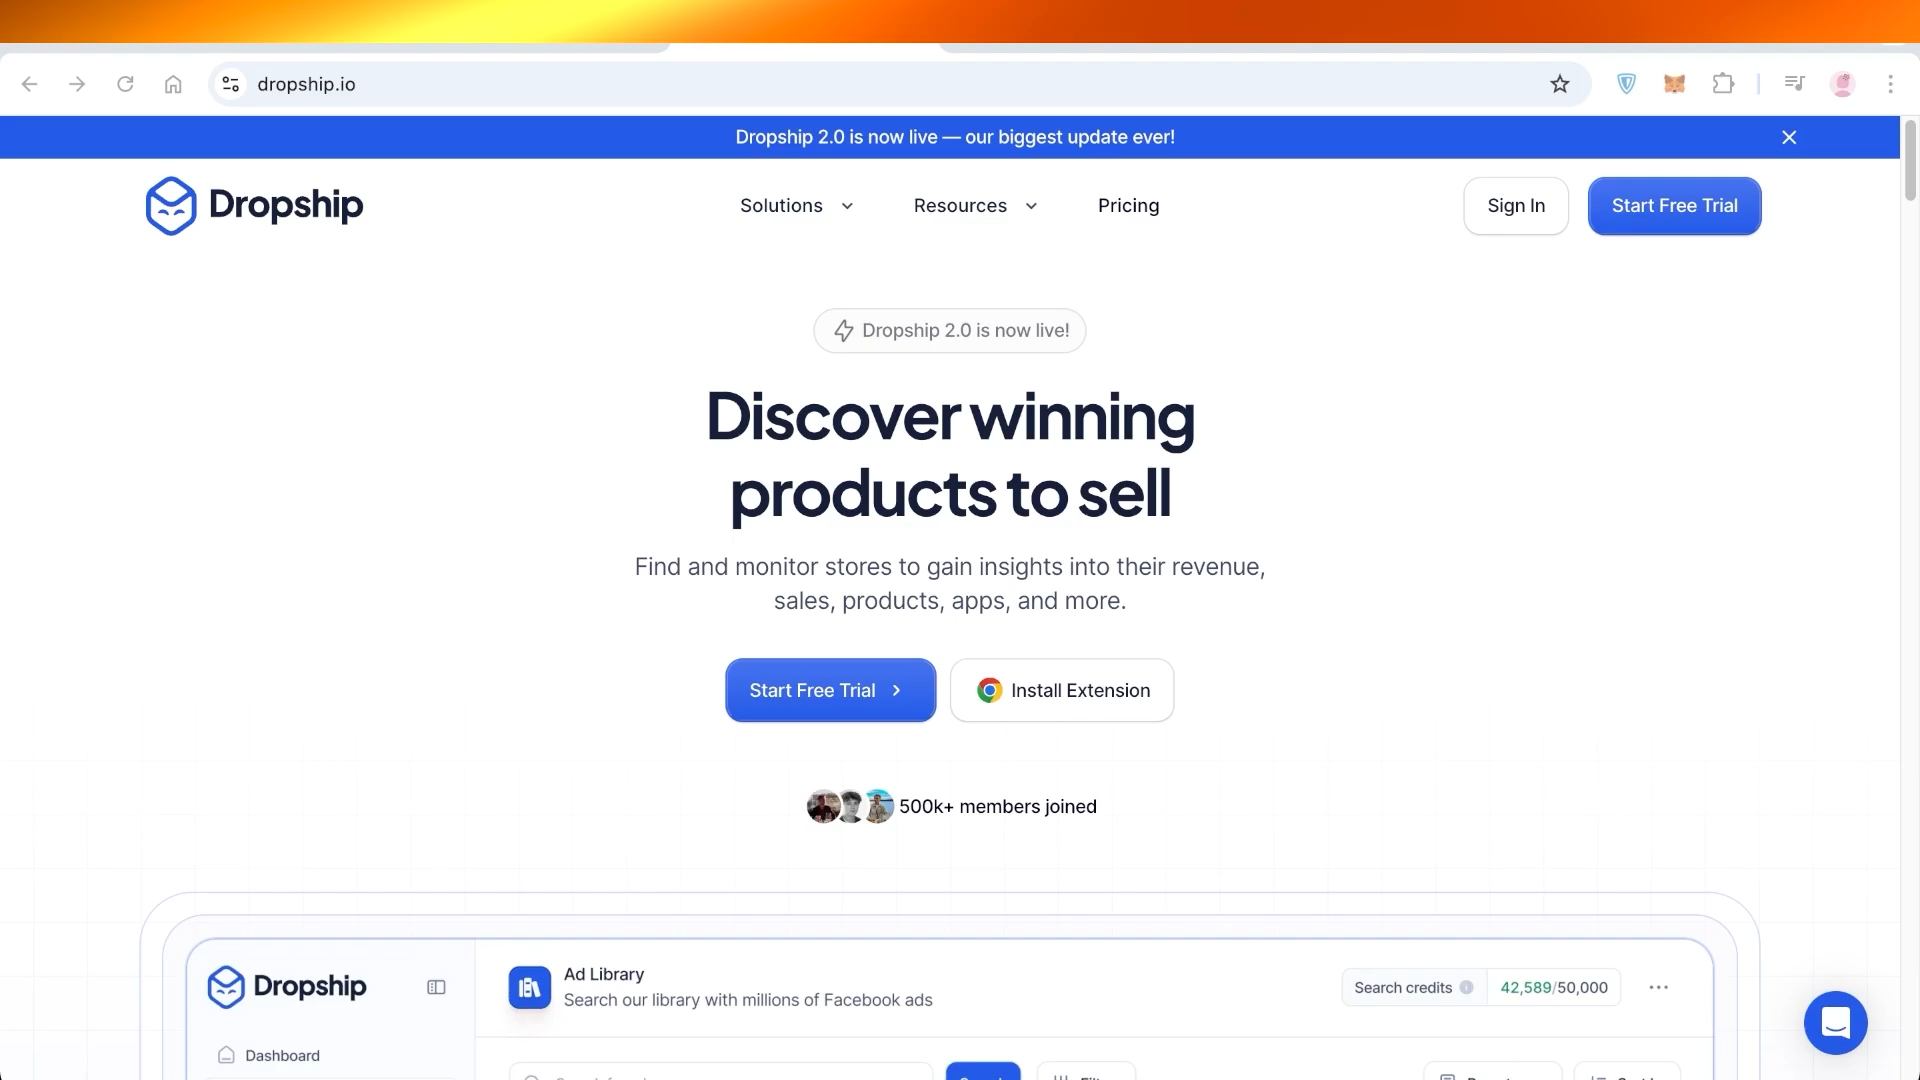 dropship.io
Dropship 2.0 is now live — our biggest update ever!
Dropship
Solutions
Resources
Pricing
Sign In
Start Free Trial
Dropship 2.0 is now live!
Discover winning
products to sell
Find and monitor stores to gain insights into their revenue,
sales, products, apps, and more.
Start Free Trial
Install Extension
500k+ members joined
Dropship
Ad Library
Search our library with millions of Facebook ads
Search credits
42,589/50,000
Dashboard